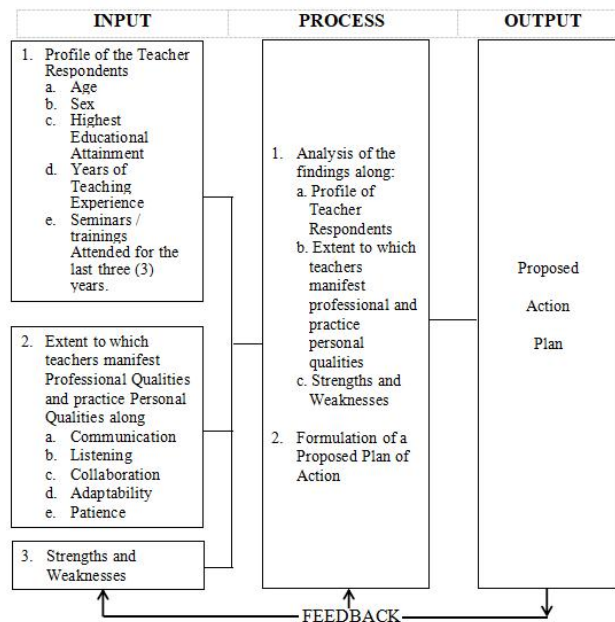 INPUT
PROCESS
OUTPUT
1. Profile of the Teacher
Respondents
a. Age
b. Sex
c. Highest
Educational
Attainment
d. Years of
Teaching
Experience
e. Seminars /
trainings
Attended for the
last three (3)
years.
2. Extent to which
teachers manifest
Professional Qualities
and practice Personal
Qualities along
a. Communication
b. Listening
c. Collaboration
d. Adaptability
e. Patience
3. Strengths and
Weaknesses
1. Analysis of the
findings along:
a. Profile of
Teacher
Respondents
b. Extent to which
teachers
manifest
professional and
practice
personal
qualities
c. Strengths and
Weaknesses
2. Formulation of a
Proposed Plan of
Action
Proposed
Action
Plan
FEEDBACK